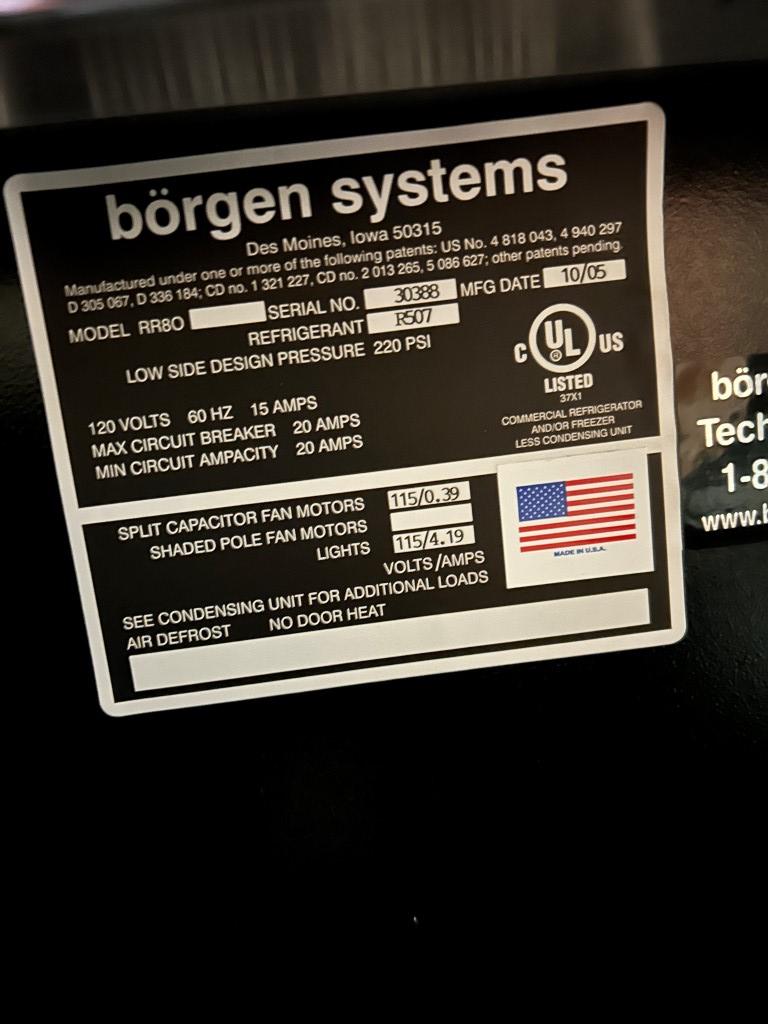 börgen systems
Des Moines, Iowa 50315
Manufactured under one or more of the following patents: US No. 4 818 043, 4 940 297
D 305 067, D 336 184; CD no. 1 321 227, CD no. 2 013 265, 5 086 627; other patents pending.
MODEL RR80 SERIAL NO. 30388 MFG DATE 10/05
REFRIGERANT R507
LOW SIDE DESIGN PRESSURE 220 PSI
C UL ® US
LISTED
37X1
COMMERCIAL REFRIGERATOR
AND/OR FREEZER
LESS CONDENSING UNIT
120 VOLTS 60 HZ 15 AMPS
MAX CIRCUIT BREAKER 20 AMPS
MIN CIRCUIT AMPACITY 20 AMPS
SPLIT CAPACITOR FAN MOTORS 115/0.39
SHADED POLE FAN MOTORS
LIGHTS 115/4.19
VOLTS/AMPS
MADE IN U.S.A.
SEE CONDENSING UNIT FOR ADDITIONAL LOADS
AIR DEFROST NO DOOR HEAT
bör
Tech
1-8
www.b